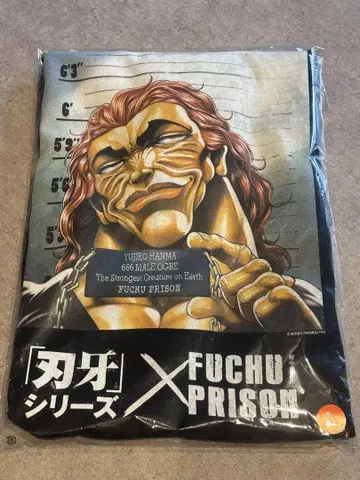 6'3"
6'
5'9"
5'6
5'
YUJIRO HANMA
666 MALE OGRE
The Strongest Creature on Earth
FUCHU PRISON
「刃牙」
シリーズ
×
FUCHU
PRISON